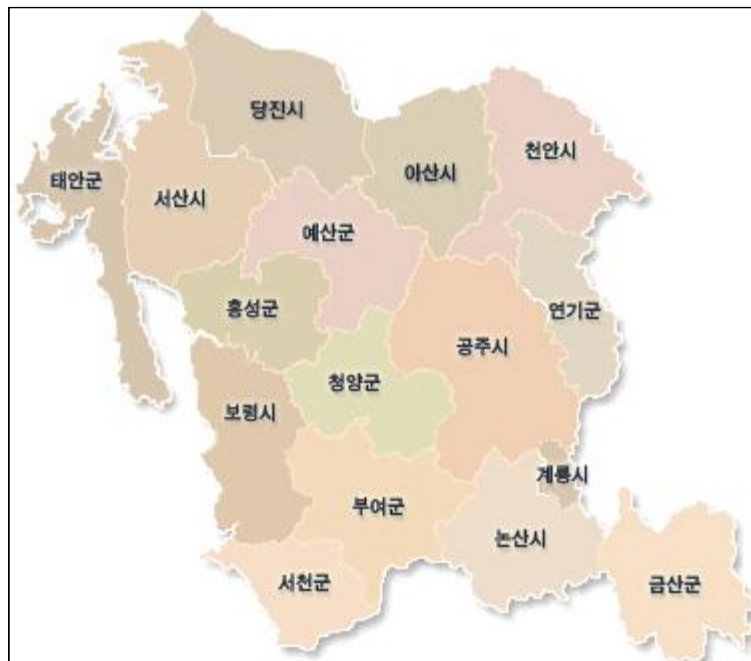 당진시
천안시
아산시
태안군
서산시
예산군
홍성군
연기군
공주시
청양군
보령시
계룡시
부여군
논산시
서천군
금산군